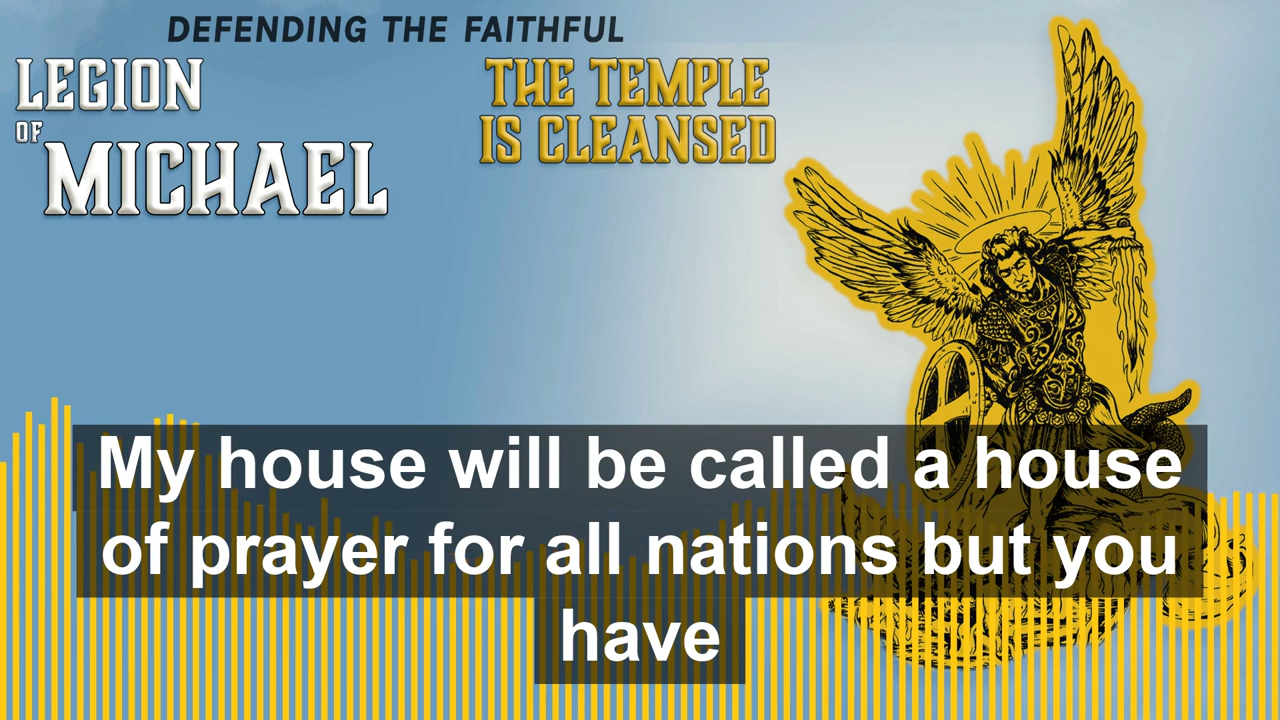 DEFENDING THE FAITHFUL
LEGION
OF
MICHAEL
THE TEMPLE
IS CLEANSED
My house will be called a house
of prayer for all nations but you
have